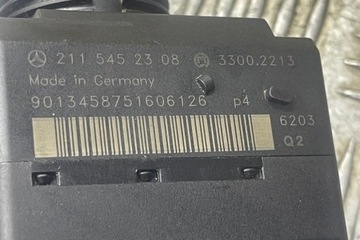 211 545 23 08 3300.2213
Made in Germany
9013458751606126 p4
6203
Q2